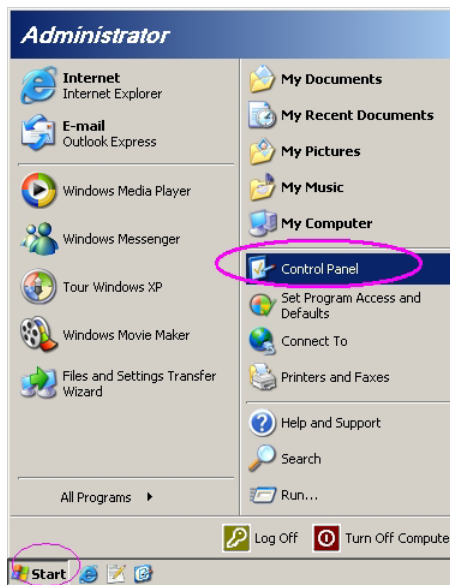 Administrator
Internet
Internet Explorer
E-mail
Outlook Express
Windows Media Player
Windows Messenger
Tour Windows XP
Windows Movie Maker
Files and Settings Transfer
Wizard
All Programs
My Documents
My Recent Documents
My Pictures
My Music
My Computer
Control Panel
Set Program Access and
Defaults
Connect To
Printers and Faxes
Help and Support
Search
Run...
Log Off
Turn Off Compute
Start